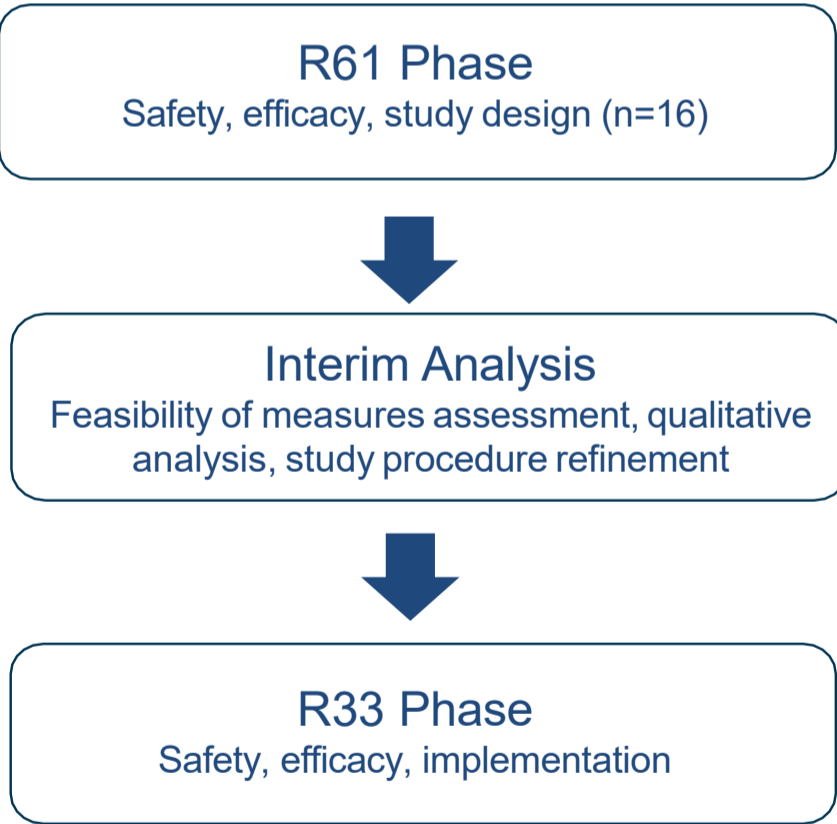 R61 Phase
Safety, efficacy, study design (n=16)
Interim Analysis
Feasibility of measures assessment, qualitative
analysis, study procedure refinement
R33 Phase
Safety, efficacy, implementation